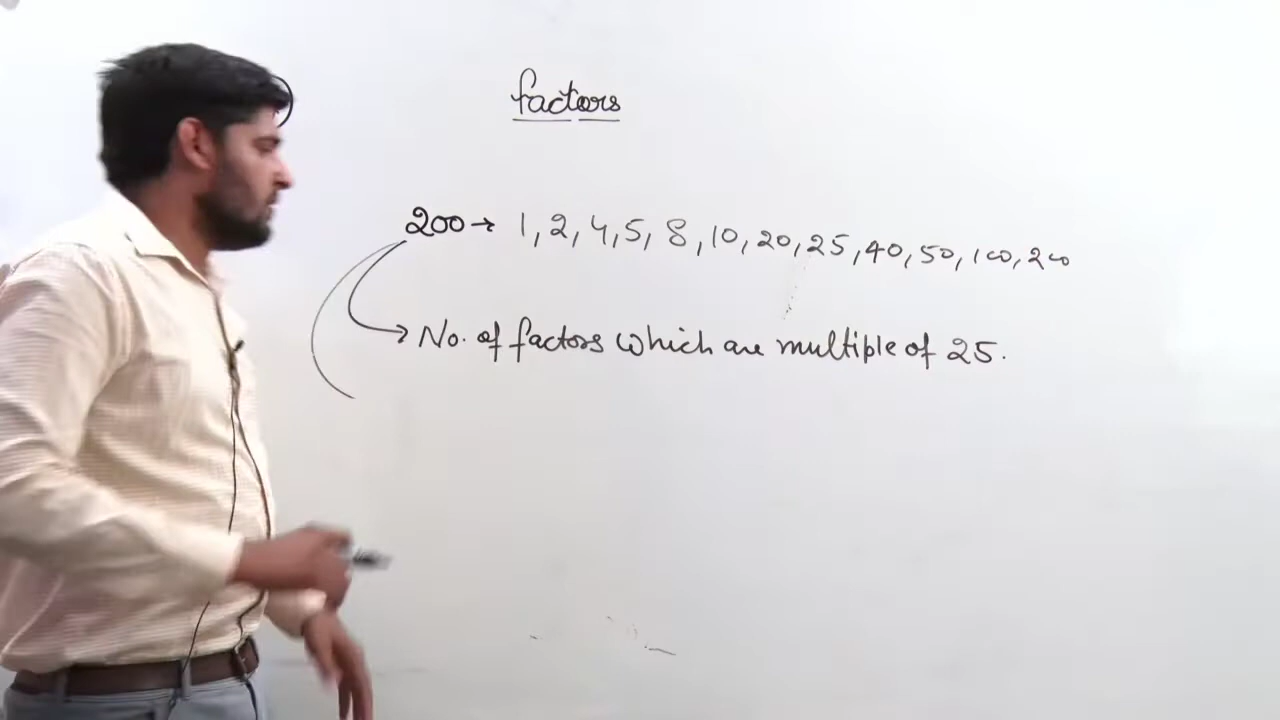 factors
200→ 1, 2, 4, 5, 8, 10, 20, 25, 40, 50, 100, 200
→ No. of factors which are multiple of 25.